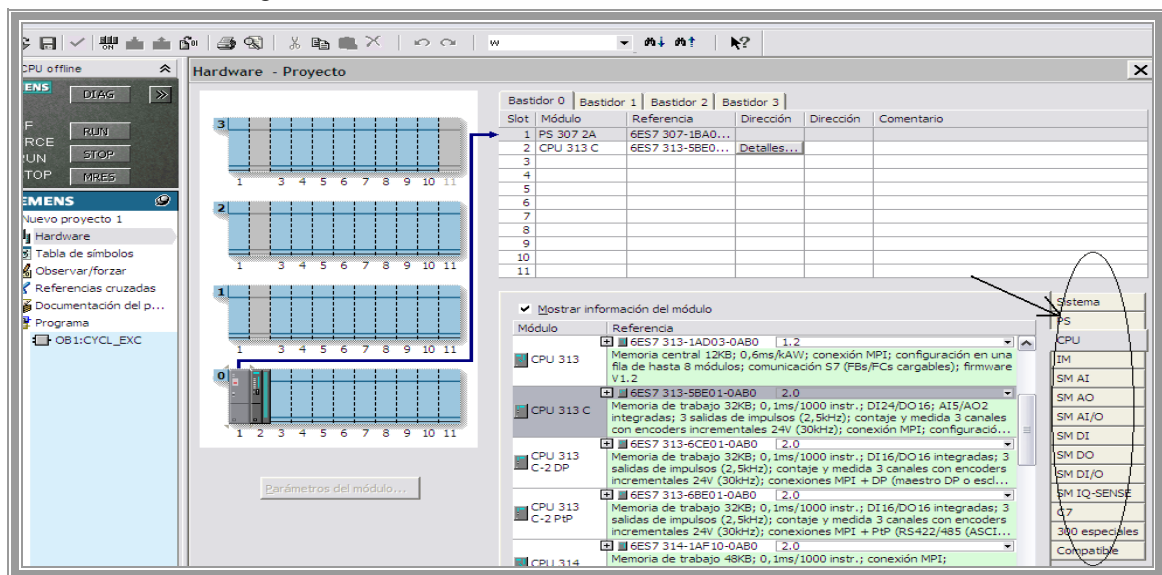 w
CPU offline
Hardware - Proyecto
ENS
DIAG
RUN
RCE
UN
STOP
TOP
MRES
EMENS
Nuevo proyecto 1
Hardware
Tabla de símbolos
Observar/forzar
Referencias cruzadas
Documentación del p...
Programa
OB1:CYCL_EXC
3
1 3 4 5 6 7 8 9 10 11
2
1 3 4 5 6 7 8 9 10 11
1
1 3 4 5 6 7 8 9 10 11
0
1 2 3 4 5 6 7 8 9 10 11
Parámetros del módulo...
Bastidor 0 Bastidor 1 Bastidor 2 Bastidor 3
Slot Módulo Referencia Dirección Dirección Comentario
1 PS 307 2A 6ES7 307-1BA0...
2 CPU 313 C 6ES7 313-5BE0... Detalles...
3
4
5
6
7
8
9
10
11
Mostrar información del módulo
Módulo Referencia
6ES7 313-1AD03-0AB0 1.2
CPU 313
Memoria central 12KB; 0,6ms/kAW; conexión MPI; configuración en una
fila de hasta 8 módulos; comunicación S7 (FBs/FCs cargables); firmware
V1.2
6ES7 313-5BE01-0AB0 2.0
CPU 313 C
Memoria de trabajo 32KB; 0,1ms/1000 instr.; DI24/DO16; AI5/AO2
integradas; 3 salidas de impulsos (2,5kHz); contaje y medida 3 canales
con encoders incrementales 24V (30kHz); conexión MPI; configuració...
6ES7 313-6CE01-0AB0 2.0
CPU 313
C-2 DP
Memoria de trabajo 32KB; 0,1ms/1000 instr.; DI16/DO16 integradas; 3
salidas de impulsos (2,5kHz); contaje y medida 3 canales con encoders
incrementales 24V (30kHz); conexiones MPI + DP (maestro DP o escl...
6ES7 313-6BE01-0AB0 2.0
CPU 313
C-2 PtP
Memoria de trabajo 32KB; 0,1ms/1000 instr.; DI16/DO16 integradas; 3
salidas de impulsos (2,5kHz); contaje y medida 3 canales con encoders
incrementales 24V (30kHz); conexiones MPI + PtP (RS422/485 (ASCI...
6ES7 314-1AF10-0AB0 2.0
CPU 314
Memoria de trabajo 48KB; 0,1ms/1000 instr.; conexión MPI;
Sistema
PS
CPU
IM
SM AI
SM AO
SM AI/O
SM DI
SM DO
SM DI/O
SM IQ-SENSE
C7
300 especiales
Compatible